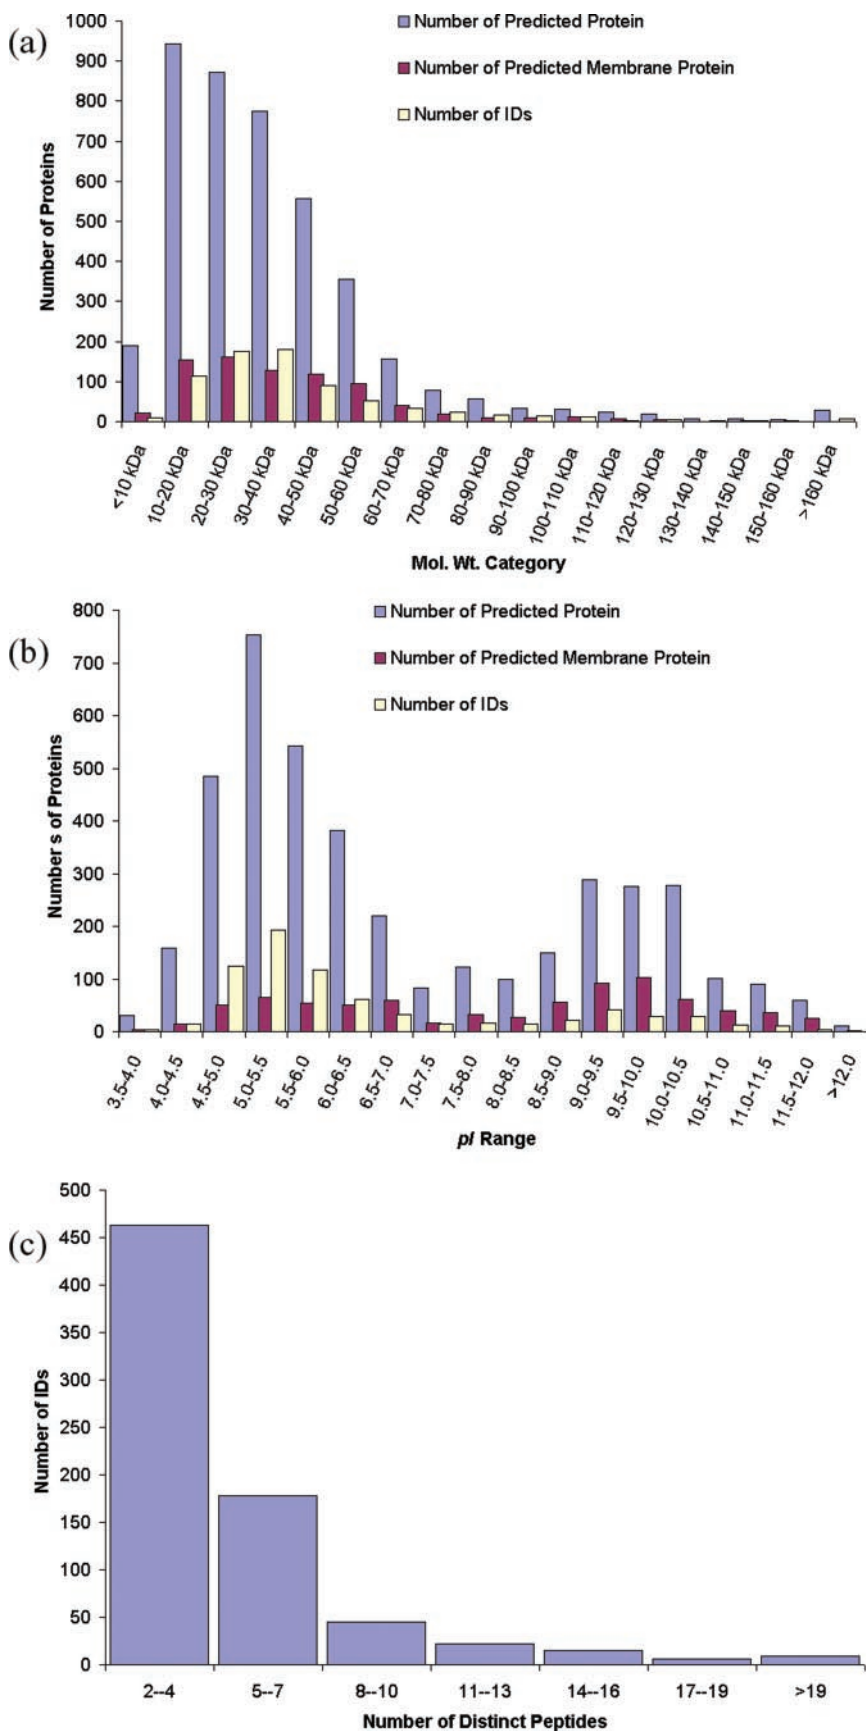 (a)
Number of Predicted Protein
Number of Predicted Membrane Protein
Number of IDs
Number of Proteins
1000
900
800
700
600
500
400
300
200
100
0
<10 kDa
10-20 kDa
20-30 kDa
30-40 kDa
40-50 kDa
50-60 kDa
60-70 kDa
70-80 kDa
80-90 kDa
90-100 kDa
100-110 kDa
110-120 kDa
120-130 kDa
130-140 kDa
140-150 kDa
150-160 kDa
>160 kDa
Mol. Wt. Category
(b)
Number of Predicted Protein
Number of Predicted Membrane Protein
Number of IDs
Number s of Proteins
800
700
600
500
400
300
200
100
0
3.5-4.0
4.0-4.5
4.5-5.0
5.0-5.5
5.5-6.0
6.0-6.5
6.5-7.0
7.0-7.5
7.5-8.0
8.0-8.5
8.5-9.0
9.0-9.5
9.5-10.0
10.0-10.5
10.5-11.0
11.0-11.5
11.5-12.0
>12.0
pI Range
(c)
Number of IDs
500
450
400
350
300
250
200
150
100
50
0
2--4
5--7
8--10
11--13
14--16
17--19
>19
Number of Distinct Peptides